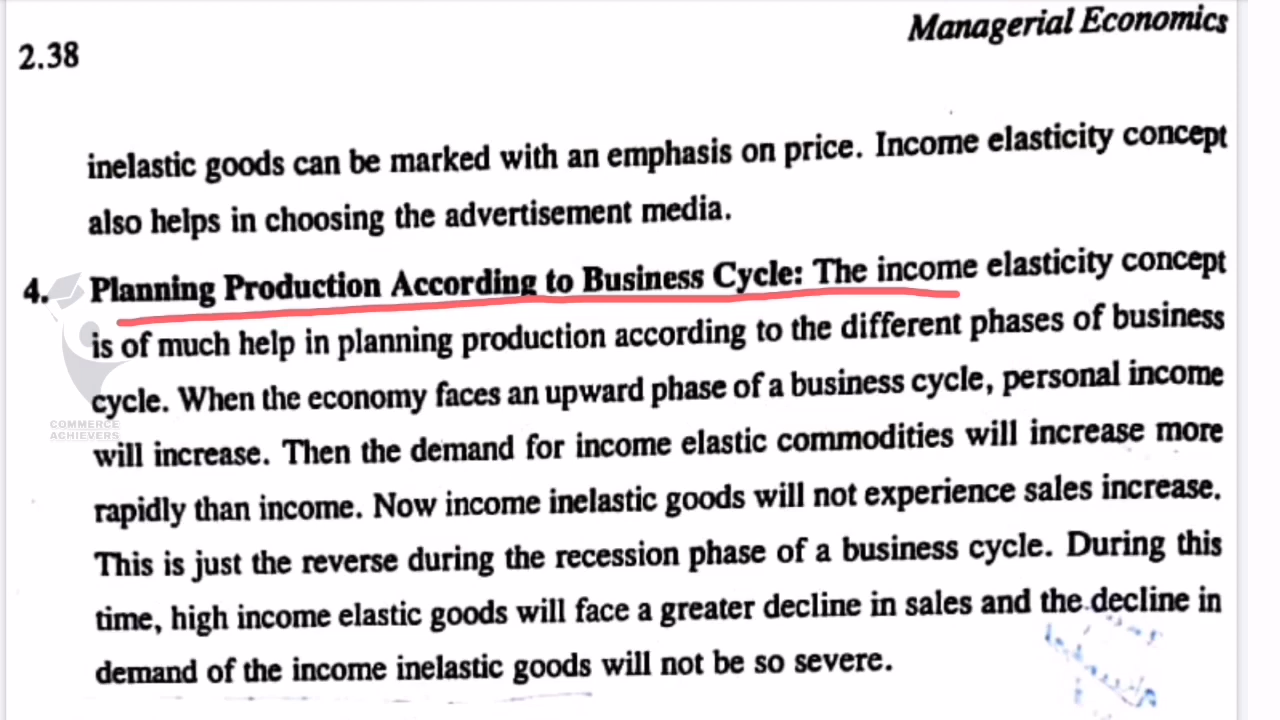 Managerial Economics
2.38
inelastic goods can be marked with an emphasis on price. Income elasticity concept
also helps in choosing the advertisement media.
4. Planning Production According to Business Cycle: The income elasticity concept
is of much help in planning production according to the different phases of business
cycle. When the economy faces an upward phase of a business cycle, personal income
will increase. Then the demand for income elastic commodities will increase more
rapidly than income. Now income inelastic goods will not experience sales increase.
This is just the reverse during the recession phase of a business cycle. During this
time, high income elastic goods will face a greater decline in sales and the decline in
demand of the income inelastic goods will not be so severe.
COMMERCE
ACHIEVERS